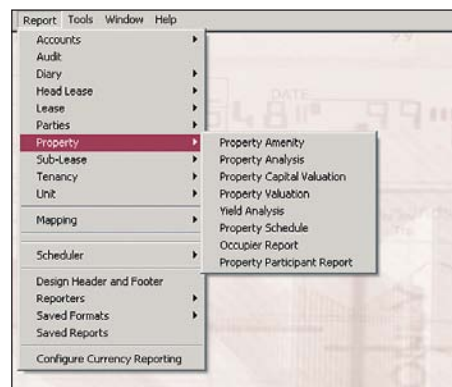 Report Tools Window Help
Accounts
Audit
Diary
Head Lease
Lease
Parties
Property
Sub-Lease
Tenancy
Unit
Mapping
Scheduler
Design Header and Footer
Reporters
Saved Formats
Saved Reports
Configure Currency Reporting
Property Amenity
Property Analysis
Property Capital Valuation
Property Valuation
Yield Analysis
Property Schedule
Occupier Report
Property Participant Report
99
DATE